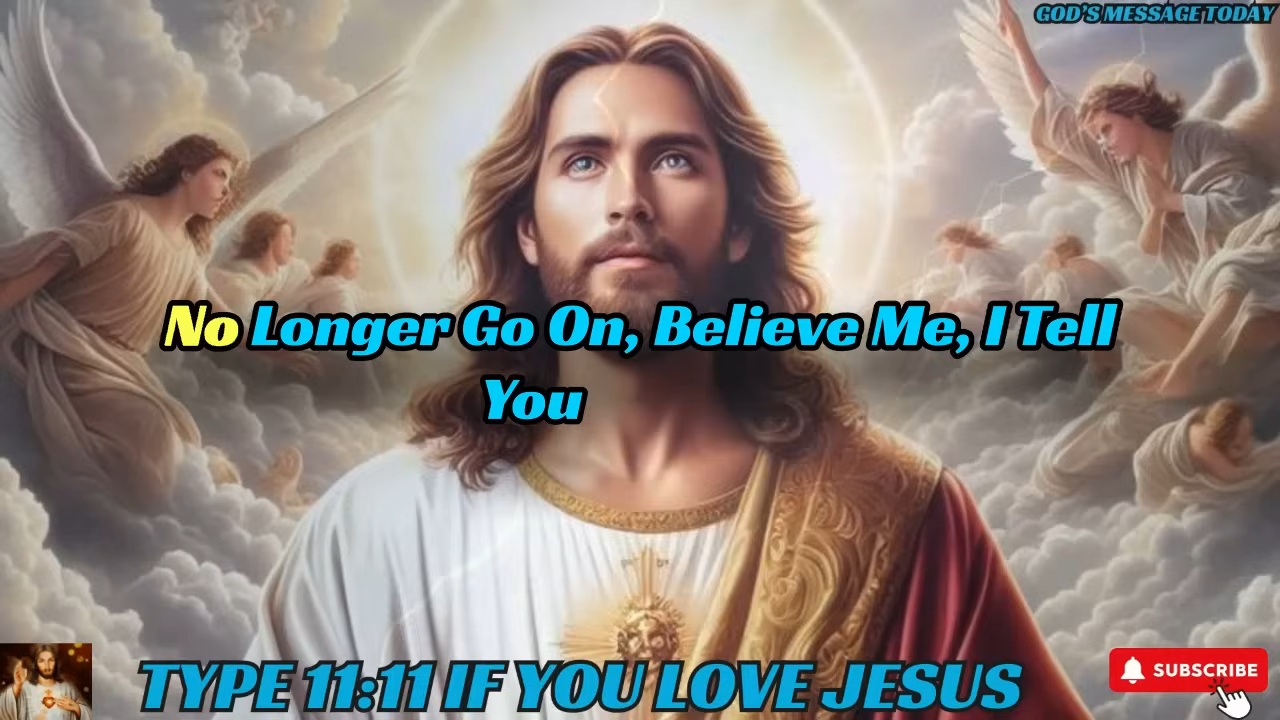 GOD'S MESSAGE TODAY
No Longer Go On, Believe Me, I Tell
You
TYPE 11:11 IF YOU LOVE JESUS
SUBSCRIBE